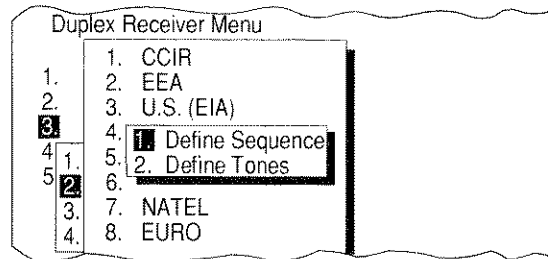 Duplex Receiver Menu
1. CCIR
2. EEA
3. U.S. (EIA)
4.
5.
6.
7. NATEL
8. EURO
1. Define Sequence
2. Define Tones
1.
2.
3.
4
5
1.
2.
3.
4.